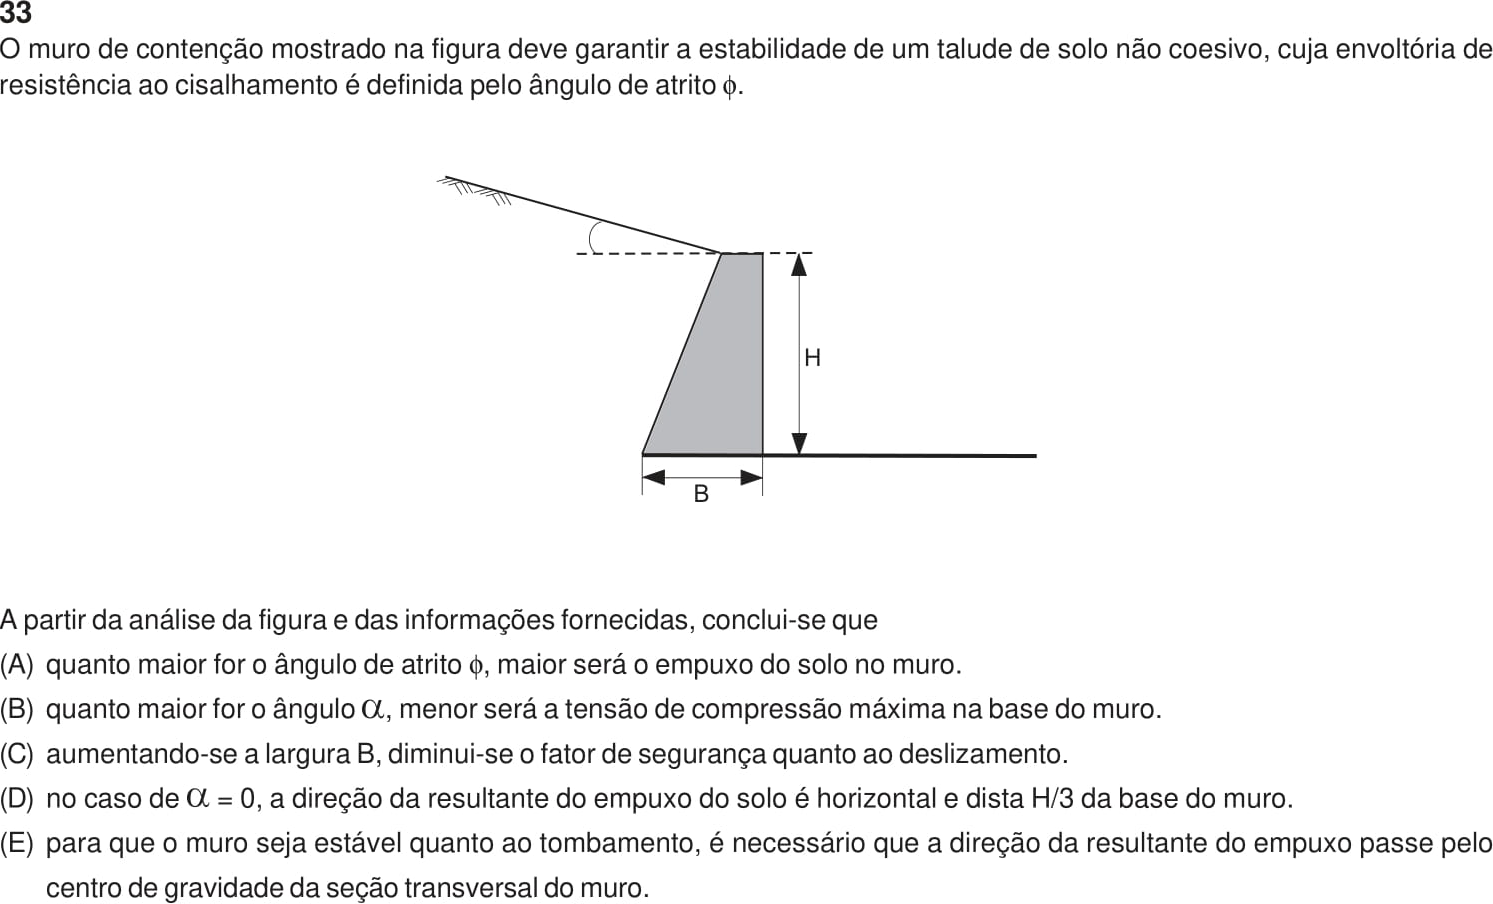 33
O muro de contenção mostrado na figura deve garantir a estabilidade de um talude de solo não coesivo, cuja envoltória de
resistência ao cisalhamento é definida pelo ângulo de atrito ϕ.
H
B
A partir da análise da figura e das informações fornecidas, conclui-se que
(A) quanto maior for o ângulo de atrito ϕ, maior será o empuxo do solo no muro.
(B) quanto maior for o ângulo α, menor será a tensão de compressão máxima na base do muro.
(C) aumentando-se a largura B, diminui-se o fator de segurança quanto ao deslizamento.
(D) no caso de α = 0, a direção da resultante do empuxo do solo é horizontal e dista H/3 da base do muro.
(E) para que o muro seja estável quanto ao tombamento, é necessário que a direção da resultante do empuxo passe pelo
centro de gravidade da seção transversal do muro.